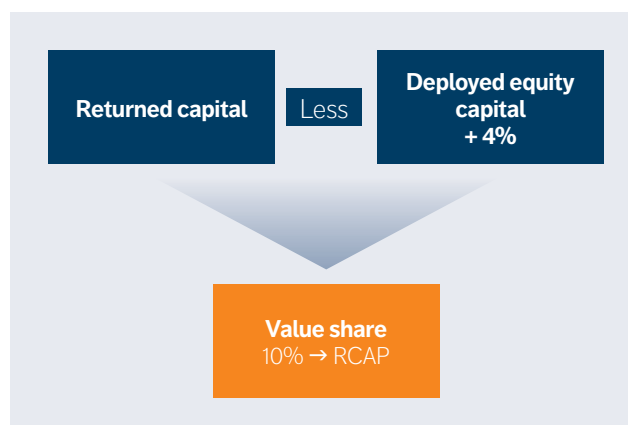 Returned capital
Less
Deployed equity
capital
+ 4%
Value share
10% → RCAP